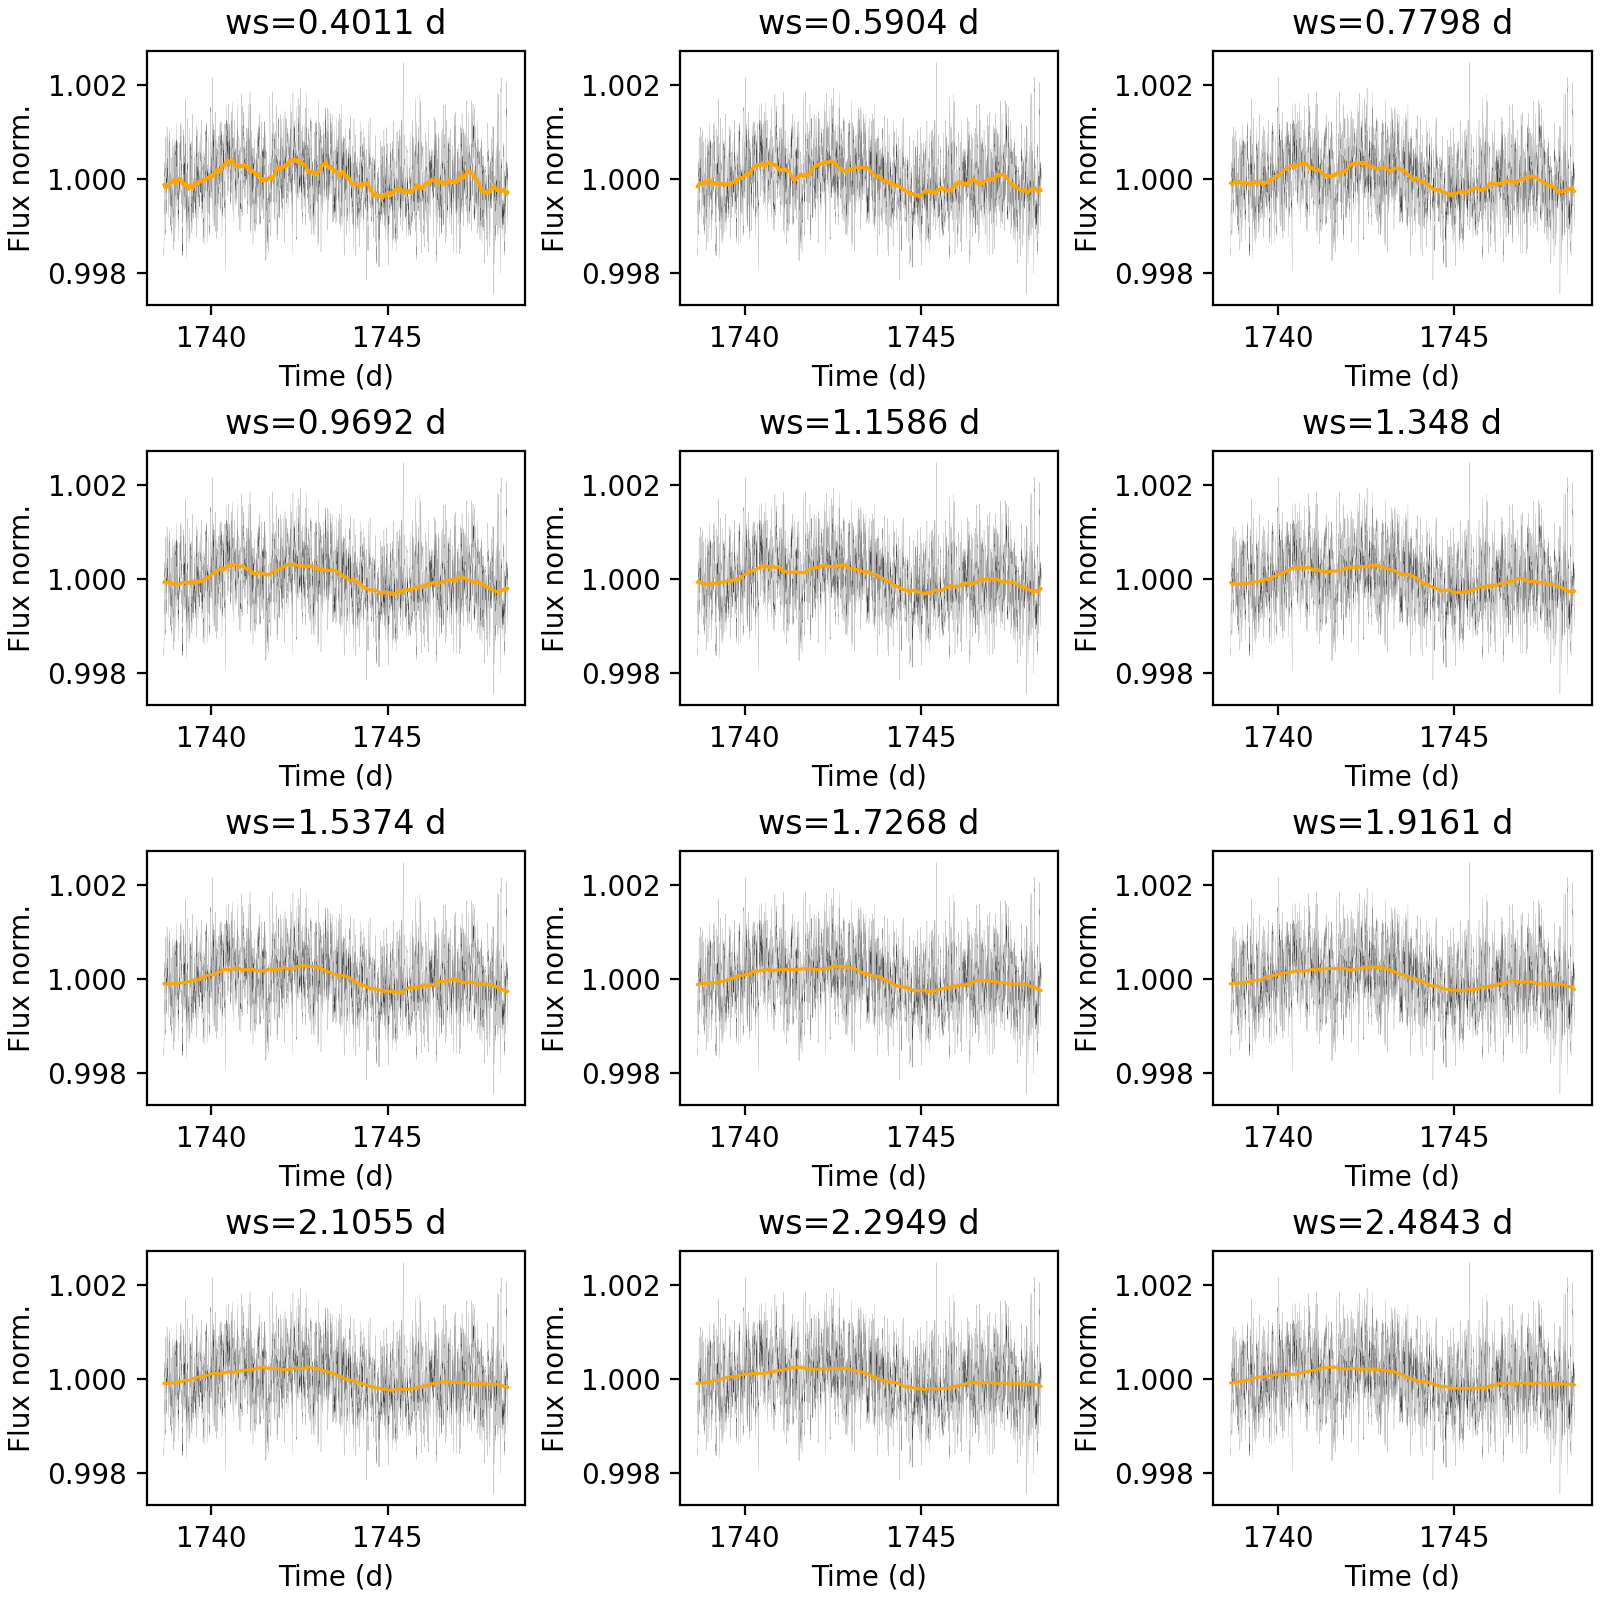 ws=0.4011 d
ws=0.5904 d
ws=0.7798 d
Flux norm.
1.002
1.000
0.998
1740
1745
Time (d)
Flux norm.
1.002
1.000
0.998
1740
1745
Time (d)
Flux norm.
1.002
1.000
0.998
1740
1745
Time (d)
ws=0.9692 d
ws=1.1586 d
ws=1.348 d
Flux norm.
1.002
1.000
0.998
1740
1745
Time (d)
Flux norm.
1.002
1.000
0.998
1740
1745
Time (d)
Flux norm.
1.002
1.000
0.998
1740
1745
Time (d)
ws=1.5374 d
ws=1.7268 d
ws=1.9161 d
Flux norm.
1.002
1.000
0.998
1740
1745
Time (d)
Flux norm.
1.002
1.000
0.998
1740
1745
Time (d)
Flux norm.
1.002
1.000
0.998
1740
1745
Time (d)
ws=2.1055 d
ws=2.2949 d
ws=2.4843 d
Flux norm.
1.002
1.000
0.998
1740
1745
Time (d)
Flux norm.
1.002
1.000
0.998
1740
1745
Time (d)
Flux norm.
1.002
1.000
0.998
1740
1745
Time (d)